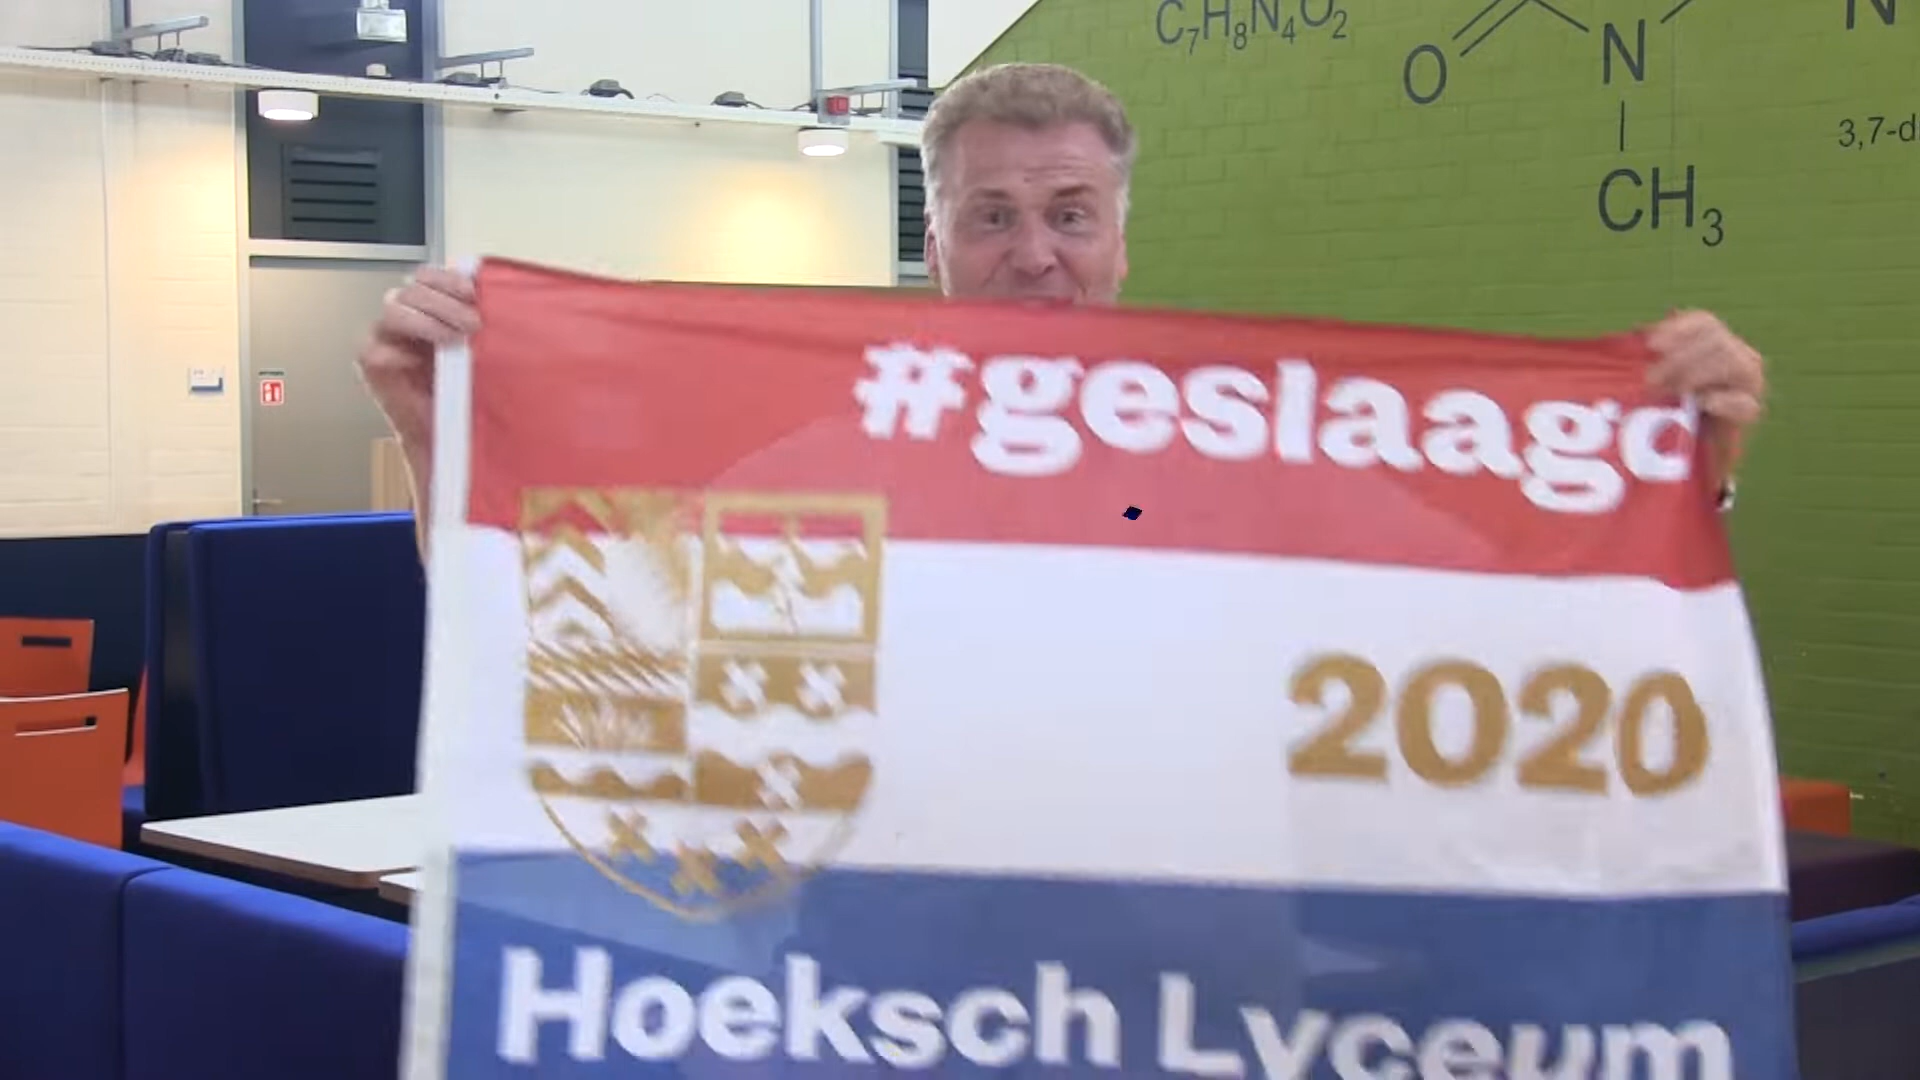 C7H8N4O2
O
N
N
CH3
3,7-d
#geslaagd
2020
Hoeksch Lyceum